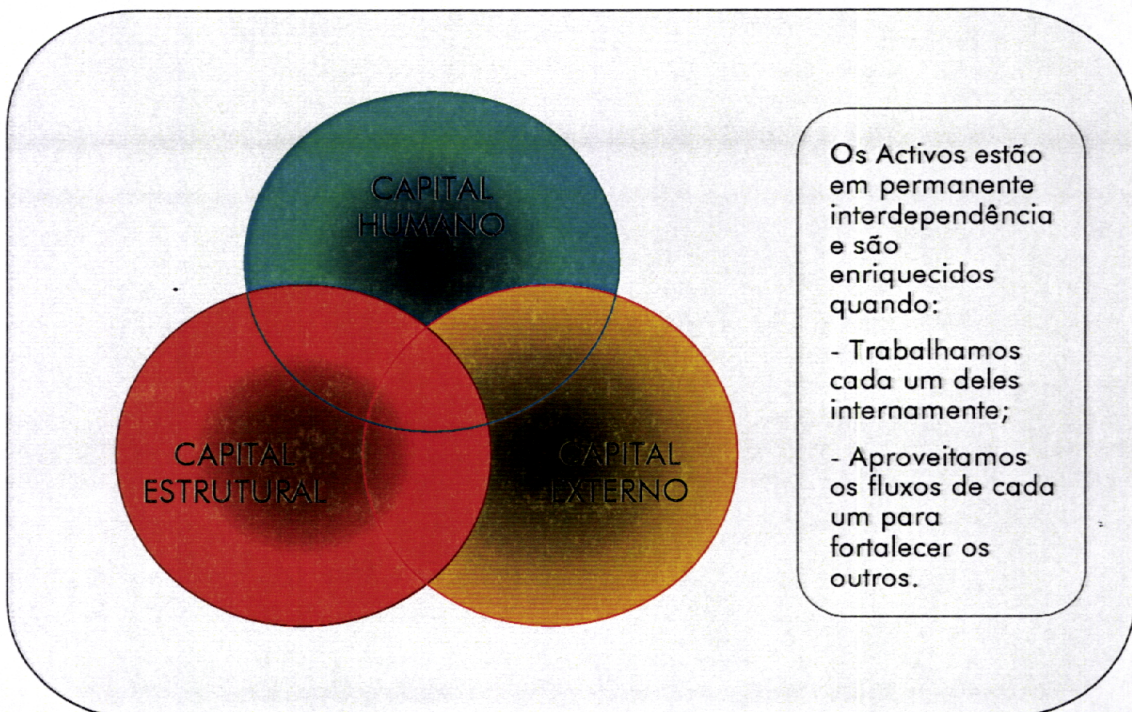 CAPITAL
HUMANO
CAPITAL
ESTRUTURAL
CAPITAL
EXTERNO
Os Activos estão
em permanente
interdependência
e são
enriquecidos
quando:
- Trabalhamos
cada um deles
internamente;
- Aproveitamos
os fluxos de cada
um para
fortalecer os
outros.